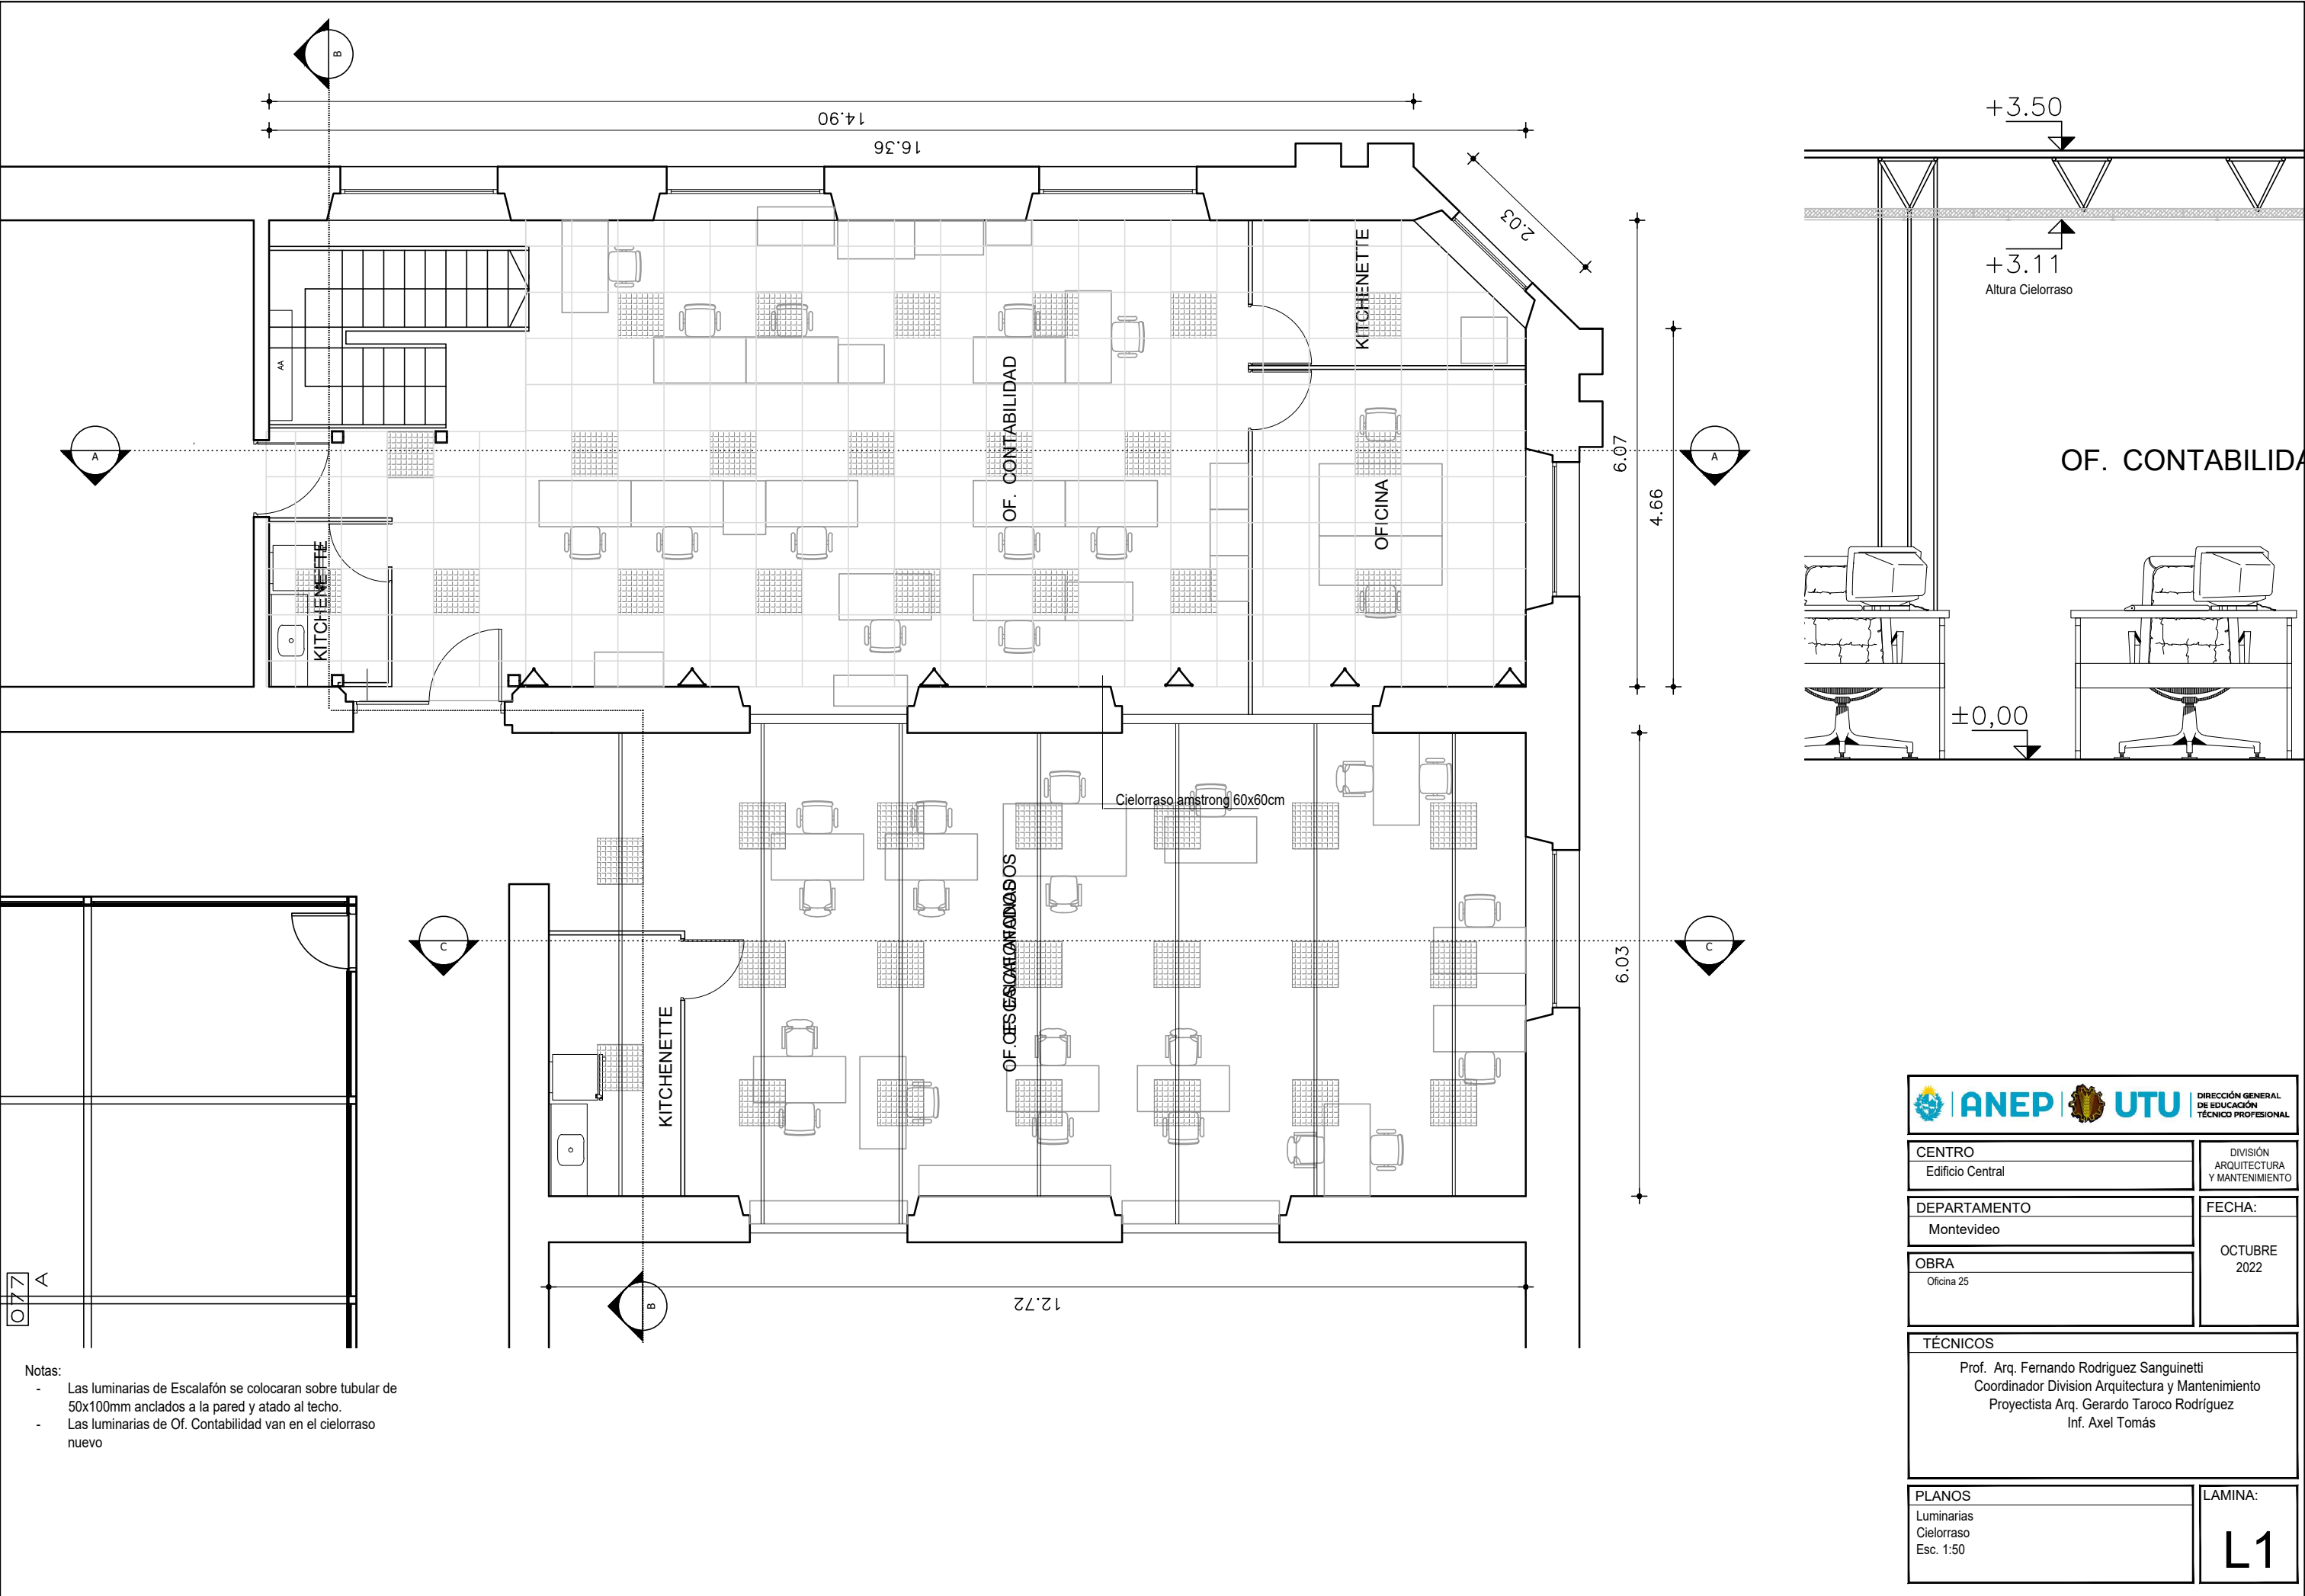 B
14.90
16.36
2.03
+3.50
+3.11
Altura Cielorraso
KITCHENETTE
AA
OF. CONTABILIDAD
A
A
6.07
4.66
OFICINA
OF. CONTABILIDA
KITCHENETTE
±0,00
Cielorraso amstrong 60x60cm
C
C
6.03
KITCHENETTE
12.72
B
077
A
Notas:
- Las luminarias de Escalafón se colocaran sobre tubular de
50x100mm anclados a la pared y atado al techo.
- Las luminarias de Of. Contabilidad van en el cielorraso
nuevo
ANEP
UTU
DIRECCIÓN GENERAL
DE EDUCACIÓN
TÉCNICO PROFESIONAL
CENTRO
Edificio Central
DIVISIÓN
ARQUITECTURA
Y MANTENIMIENTO
DEPARTAMENTO
Montevideo
FECHA:
OCTUBRE
2022
OBRA
Oficina 25
TÉCNICOS
Prof. Arq. Fernando Rodriguez Sanguinetti
Coordinador Division Arquitectura y Mantenimiento
Proyectista Arq. Gerardo Taroco Rodríguez
Inf. Axel Tomás
PLANOS
Luminarias
Cielorraso
Esc. 1:50
LAMINA:
L1